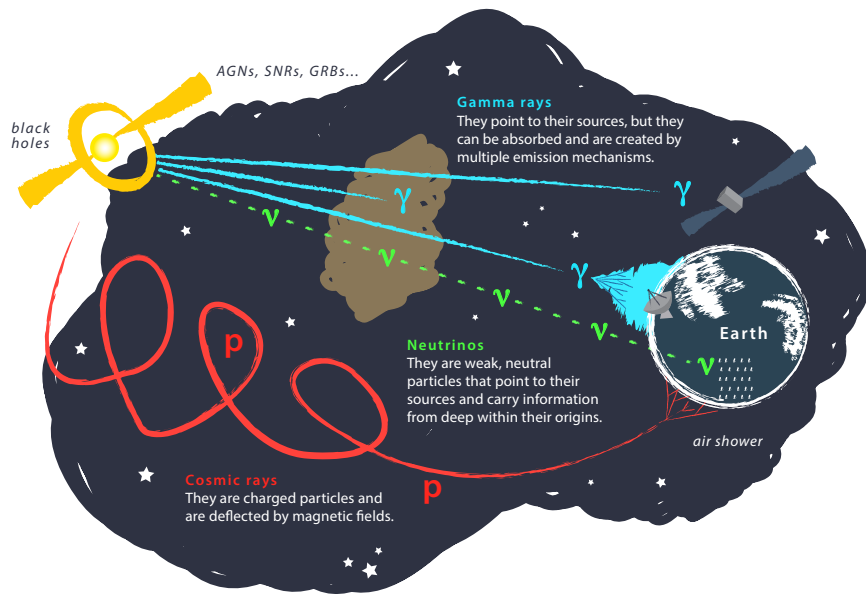 AGNs, SNRs, GRBs...
black
holes
Gamma rays
They point to their sources, but they
can be absorbed and are created by
multiple emission mechanisms.
γ
γ
γ
ν
ν
ν
ν
ν
Earth
Neutrinos
They are weak, neutral
particles that point to their
sources and carry information
from deep within their origins.
p
air shower
Cosmic rays
They are charged particles and
are deflected by magnetic fields.
p